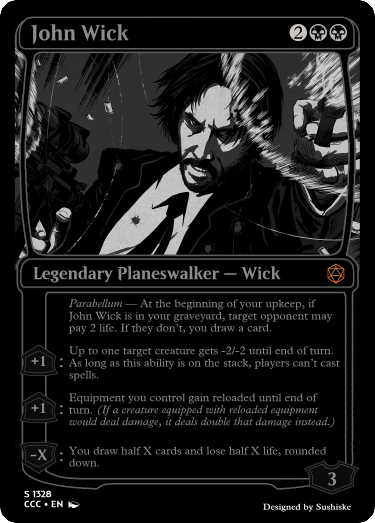 John Wick
2
Legendary Planeswalker — Wick
Parabellum — At the beginning of your upkeep, if
John Wick is in your graveyard, target opponent may
pay 2 life. If they don't, you draw a card.
+1 : Up to one target creature gets -2/-2 until end of turn.
As long as this ability is on the stack, players can't cast
spells.
+1 : Equipment you control gain reloaded until end of
turn. (If a creature equipped with reloaded equipment
would deal damage, it deals double that damage instead.)
-X : You draw half X cards and lose half X life, rounded
down.
3
S 1328
CCC • EN
Designed by Sushiske